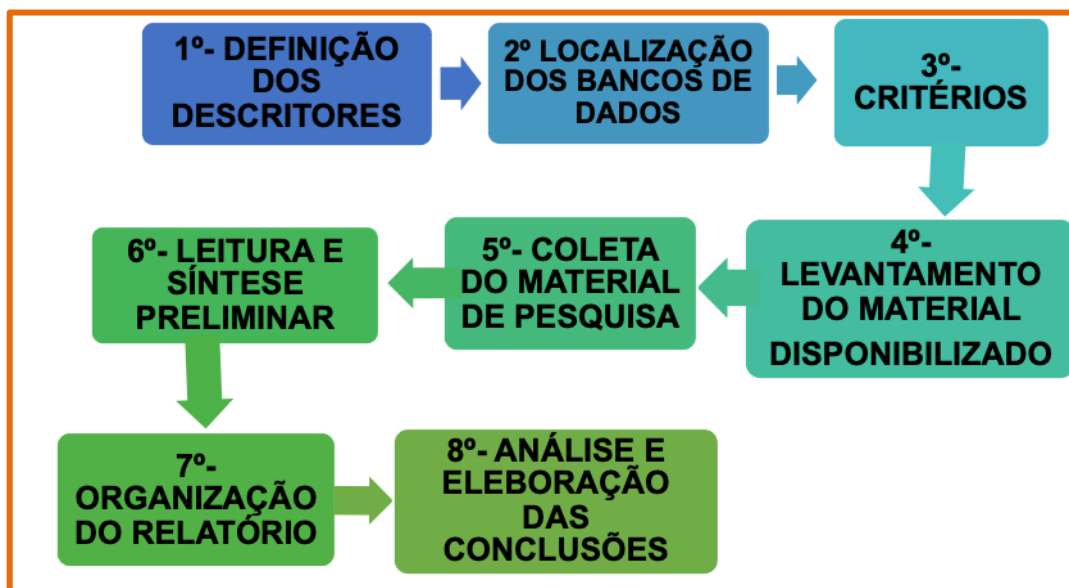 1º- DEFINIÇÃO
DOS
DESCRITORES
2º LOCALIZAÇÃO
DOS BANCOS DE
DADOS
3º-
CRITÉRIOS
4º-
LEVANTAMENTO
DO MATERIAL
DISPONIBILIZADO
5º- COLETA
DO MATERIAL
DE PESQUISA
6º- LEITURA E
SÍNTESE
PRELIMINAR
7º-
ORGANIZAÇÃO
DO RELATÓRIO
8º- ANÁLISE E
ELEBORAÇÃO
DAS
CONCLUSÕES